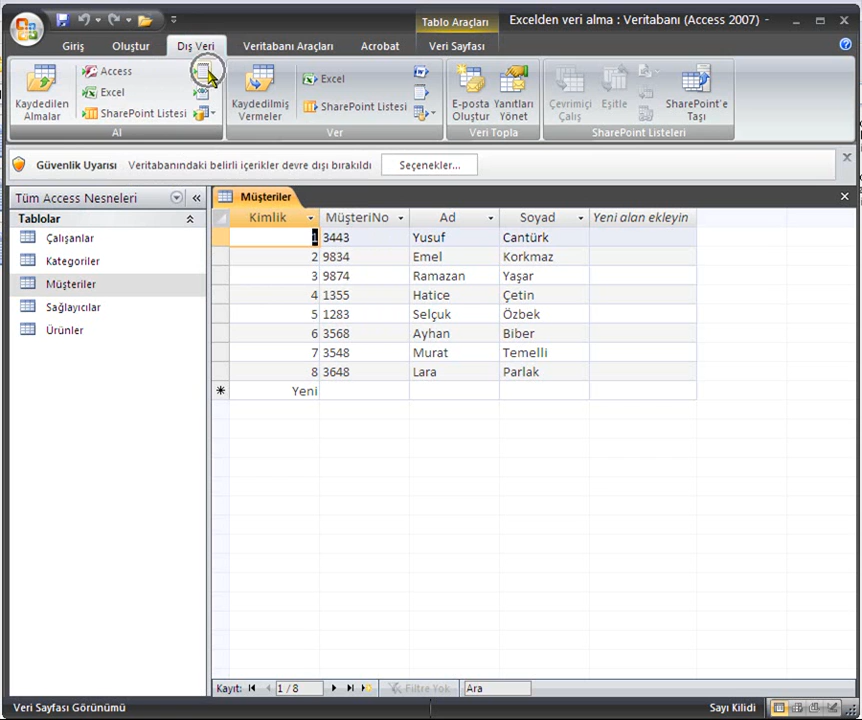 Tablo Araçları
Excelden veri alma : Veritabanı (Access 2007) -
Giriş
Oluştur
Dış Veri
Veritabanı Araçları
Acrobat
Veri Sayfası
Kaydedilen
Almalar
Access
Excel
SharePoint Listesi
Al
Kaydedilmiş
Vermeler
Excel
SharePoint Listesi
Ver
E-posta
Oluştur
Yanıtları
Yönet
Veri Topla
Çevrimiçi
Çalış
Eşitle
SharePoint'e
Taşı
SharePoint Listeleri
Güvenlik Uyarısı Veritabanındaki belirli içerikler devre dışı bırakıldı Seçenekler...
Tüm Access Nesneleri
Tablolar
Çalışanlar
Kategoriler
Müşteriler
Sağlayıcılar
Ürünler
Müşteriler
Kimlik MüşteriNo Ad Soyad Yeni alan ekleyin
1 3443 Yusuf Cantürk
2 9834 Emel Korkmaz
3 9874 Ramazan Yaşar
4 1355 Hatice Çetin
5 1283 Selçuk Özbek
6 3568 Ayhan Biber
7 3548 Murat Temelli
8 3648 Lara Parlak
Yeni
Kayıt: 1 / 8 Filtre Yok Ara
Veri Sayfası Görünümü
Sayı Kilidi